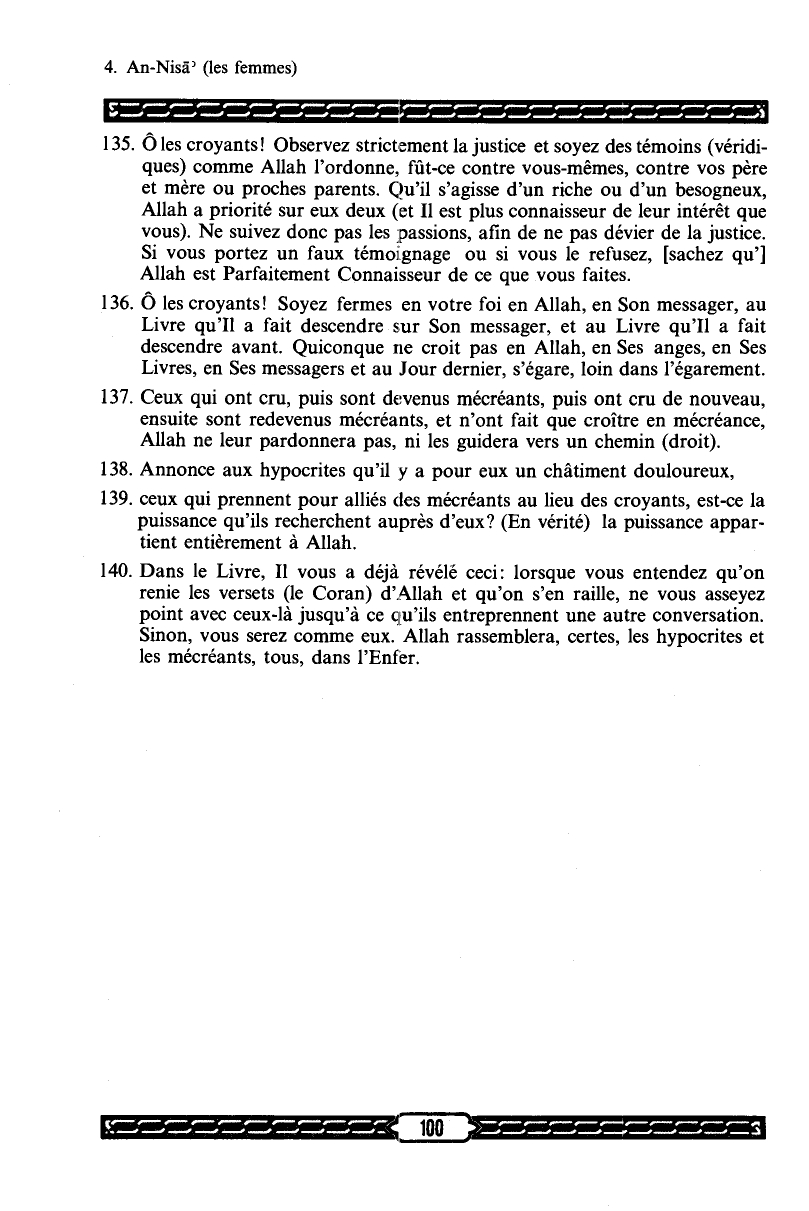 4. An-Nisāʾ (les femmes)
135. Ô les croyants! Observez strictement la justice et soyez des témoins (véridi-
ques) comme Allah l'ordonne, fût-ce contre vous-mêmes, contre vos père
et mère ou proches parents. Qu'il s'agisse d'un riche ou d'un besogneux,
Allah a priorité sur eux deux (et Il est plus connaisseur de leur intérêt que
vous). Ne suivez donc pas les passions, afin de ne pas dévier de la justice.
Si vous portez un faux témoignage ou si vous le refusez, [sachez qu']
Allah est Parfaitement Connaisseur de ce que vous faites.
136. Ô les croyants! Soyez fermes en votre foi en Allah, en Son messager, au
Livre qu'Il a fait descendre sur Son messager, et au Livre qu'Il a fait
descendre avant. Quiconque ne croit pas en Allah, en Ses anges, en Ses
Livres, en Ses messagers et au Jour dernier, s'égare, loin dans l'égarement.
137. Ceux qui ont cru, puis sont devenus mécréants, puis ont cru de nouveau,
ensuite sont redevenus mécréants, et n'ont fait que croître en mécréance,
Allah ne leur pardonnera pas, ni les guidera vers un chemin (droit).
138. Annonce aux hypocrites qu'il y a pour eux un châtiment douloureux,
139. ceux qui prennent pour alliés des mécréants au lieu des croyants, est-ce la
puissance qu'ils recherchent auprès d'eux? (En vérité) la puissance appar-
tient entièrement à Allah.
140. Dans le Livre, Il vous a déjà révélé ceci: lorsque vous entendez qu'on
renie les versets (le Coran) d'Allah et qu'on s'en raille, ne vous asseyez
point avec ceux-là jusqu'à ce qu'ils entreprennent une autre conversation.
Sinon, vous serez comme eux. Allah rassemblera, certes, les hypocrites et
les mécréants, tous, dans l'Enfer.
100